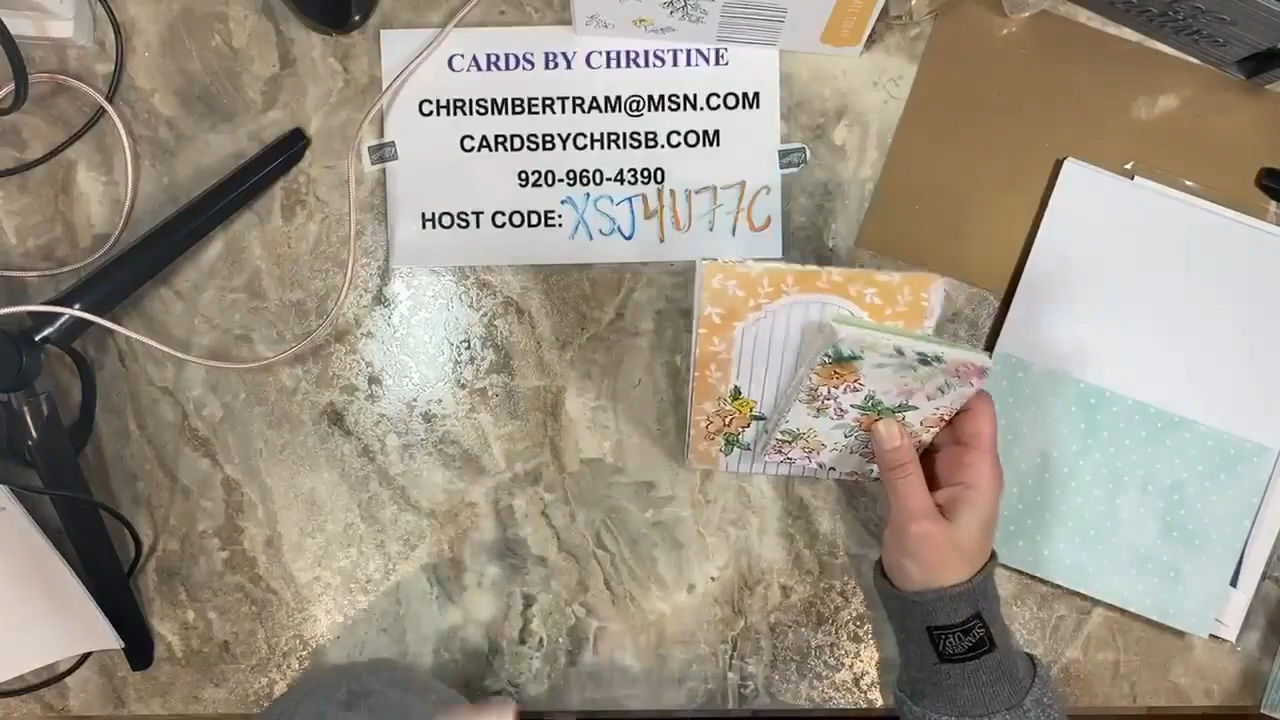 CARDS BY CHRISTINE
CHRISMBERTRAM@MSN.COM
CARDSBYCHRISB.COM
920-960-4390
HOST CODE: XSJ4U77C
STAMPIN' UP!